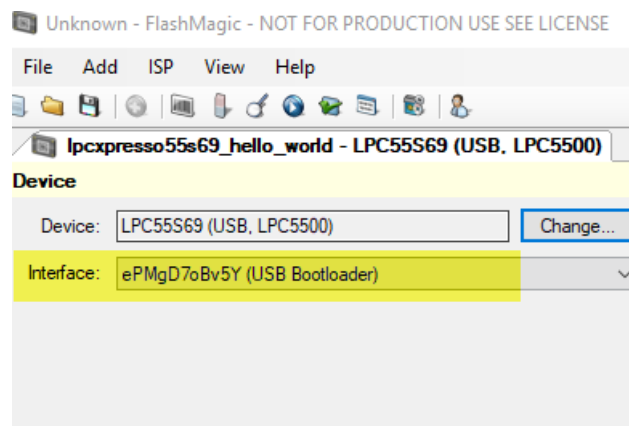 Unknown - FlashMagic - NOT FOR PRODUCTION USE SEE LICENSE
File Add ISP View Help
lpcxpresso55s69_hello_world - LPC55S69 (USB, LPC5500)
Device
Device: LPC55S69 (USB, LPC5500) Change...
Interface: ePMgD7oBv5Y (USB Bootloader)